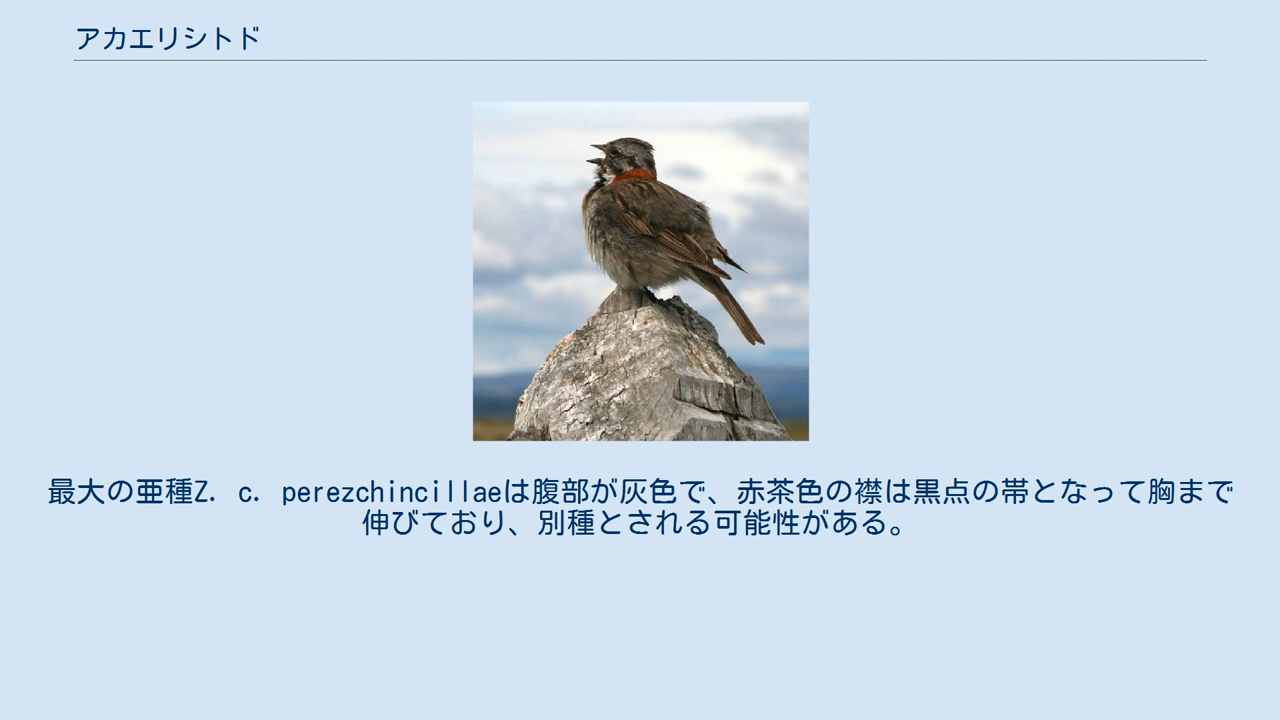 アカエリシトド
最大の亜種Z. c. perezchincillaeは腹部が灰色で、赤茶色の襟は黒点の帯となって胸まで
伸びており、別種とされる可能性がある。